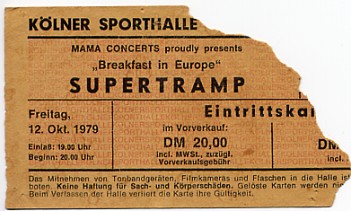 KÖLNER SPORTHALLE
MAMA CONCERTS proudly presents
„Breakfast in Europe"
SUPERTRAMP
Freitag,
12. Okt. 1979
Einlaß: 19.00 Uhr
Beginn: 20.00 Uhr
Eintrittskar
im Vorverkauf:
DM 20,00
incl. MWSt., zuzügl.
Vorverkaufsgebühr
DM
Das Mitnehmen von Tonbandgeräten, Filmkameras und Flaschen in die Halle ist
boten. Keine Haftung für Sach- und Körperschäden. Gelöste Karten werden nich
Beim Verlassen der Halle verliert die Karte ihre Gültigkeit.